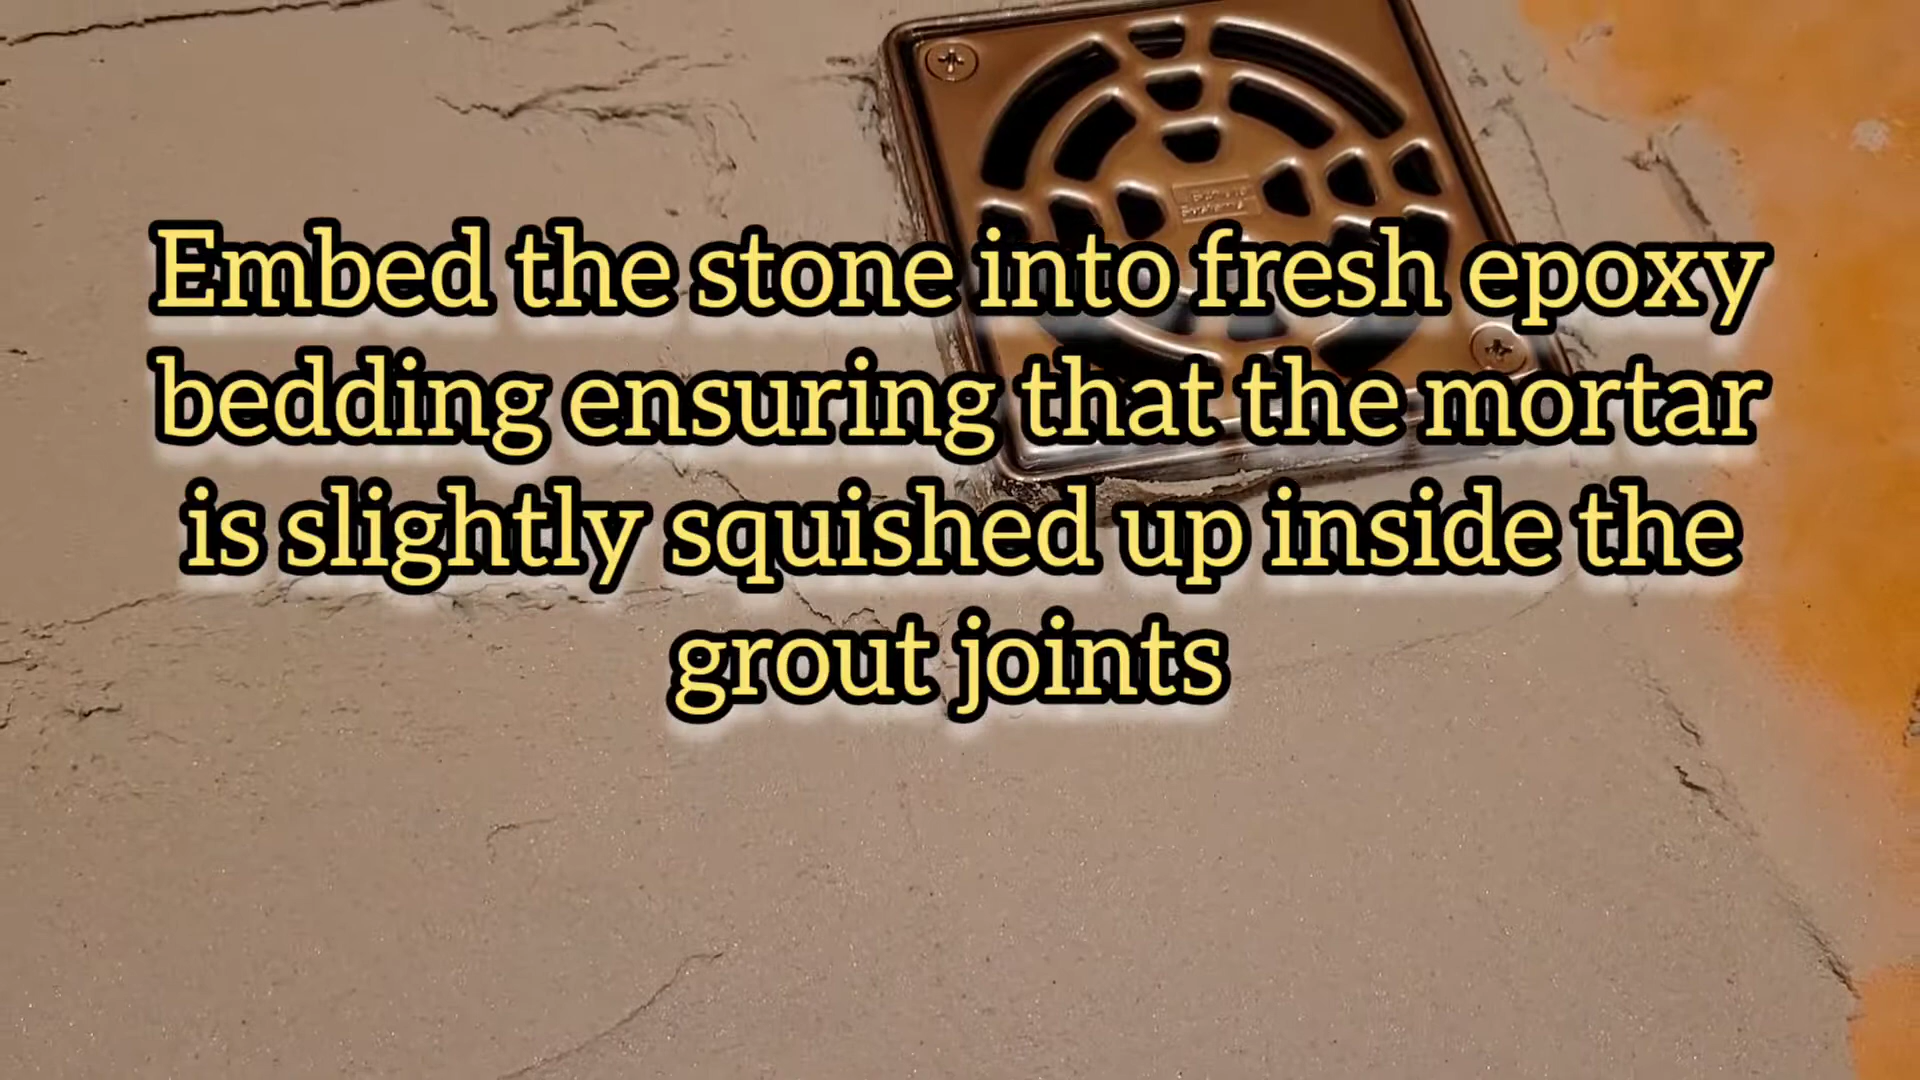 Embed the stone into fresh epoxy
bedding ensuring that the mortar
is slightly squished up inside the
grout joints